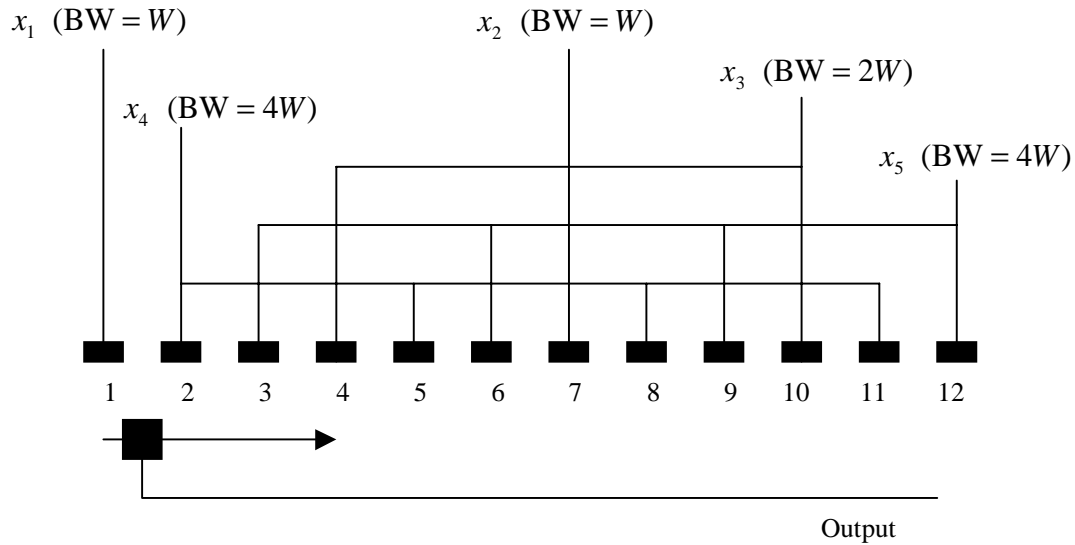 x₁ (BW = W)
x₂ (BW = W)
x₃ (BW = 2W)
x₄ (BW = 4W)
x₅ (BW = 4W)
1 2 3 4 5 6 7 8 9 10 11 12
Output